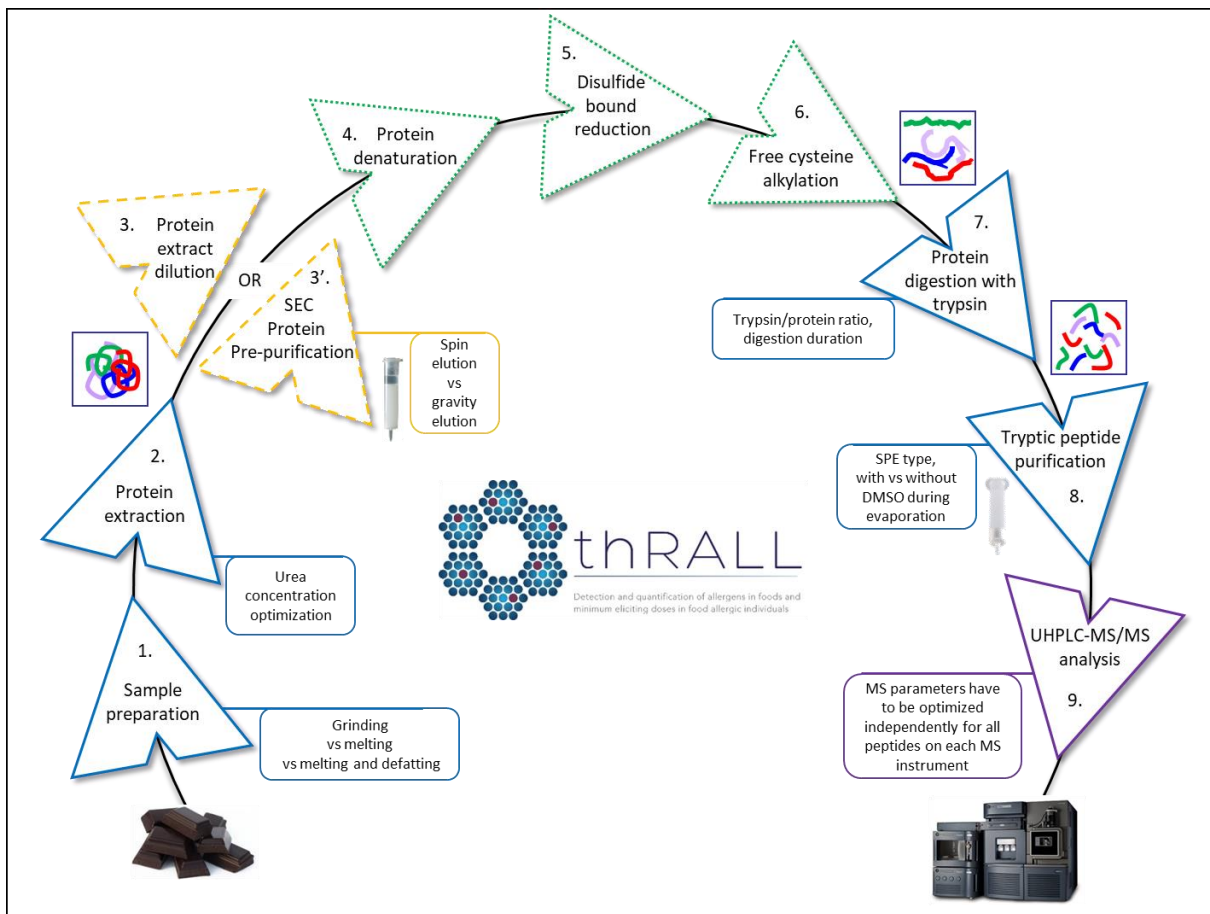 1.
Sample
preparation
Grinding
vs melting
vs melting and defatting
2.
Protein
extraction
Urea
concentration
optimization
3. Protein
extract
dilution
OR
3’.
SEC
Protein
Pre-purification
Spin
elution
vs
gravity
elution
4. Protein
denaturation
5.
Disulfide
bound
reduction
6.
Free cysteine
alkylation
7.
Protein
digestion with
trypsin
Trypsin/protein ratio,
digestion duration
Tryptic peptide
purification
8.
SPE type,
with vs without
DMSO during
evaporation
UHPLC-MS/MS
analysis
9.
MS parameters have
to be optimized
independently for all
peptides on each MS
instrument
thRALL
Detection and quantification of allergens in foods and
minimum eliciting doses in food allergic individuals